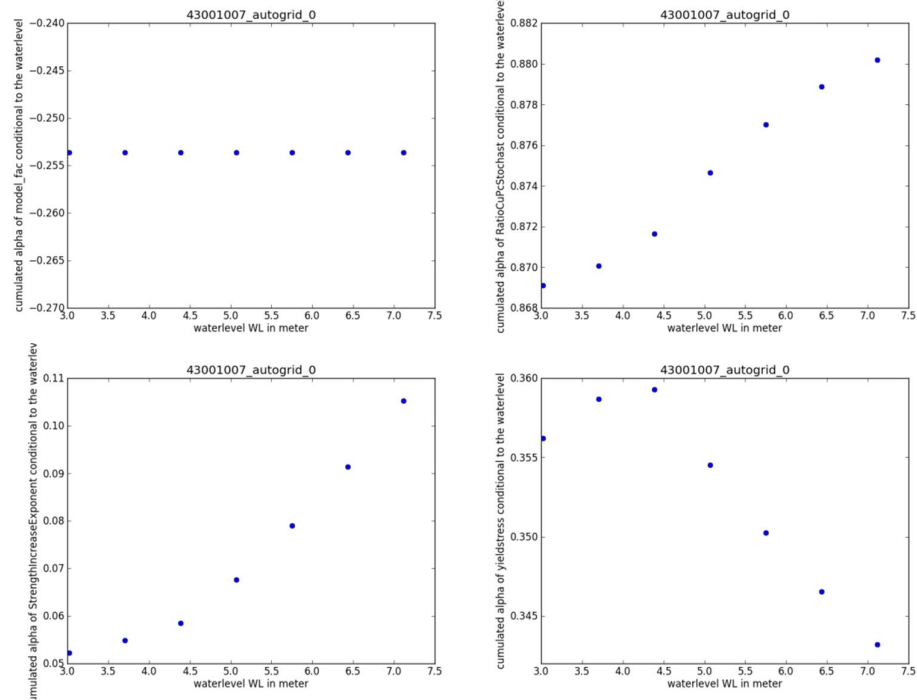 43001007_autogrid_0
cumulated alpha of model_fac conditional to the waterlevel
−0.240
−0.245
−0.250
−0.255
−0.260
−0.265
−0.270
3.0 3.5 4.0 4.5 5.0 5.5 6.0 6.5 7.0 7.5
waterlevel WL in meter
43001007_autogrid_0
cumulated alpha of RatioCuPcStochast conditional to the waterlevel
0.882
0.880
0.878
0.876
0.874
0.872
0.870
0.868
3.0 3.5 4.0 4.5 5.0 5.5 6.0 6.5 7.0 7.5
waterlevel WL in meter
43001007_autogrid_0
umulated alpha of StrengthIncreaseExponent conditional to the waterlev
0.11
0.10
0.09
0.08
0.07
0.06
0.05
3.0 3.5 4.0 4.5 5.0 5.5 6.0 6.5 7.0 7.5
waterlevel WL in meter
43001007_autogrid_0
cumulated alpha of yieldstress conditional to the waterlevel
0.360
0.355
0.350
0.345
3.0 3.5 4.0 4.5 5.0 5.5 6.0 6.5 7.0 7.5
waterlevel WL in meter